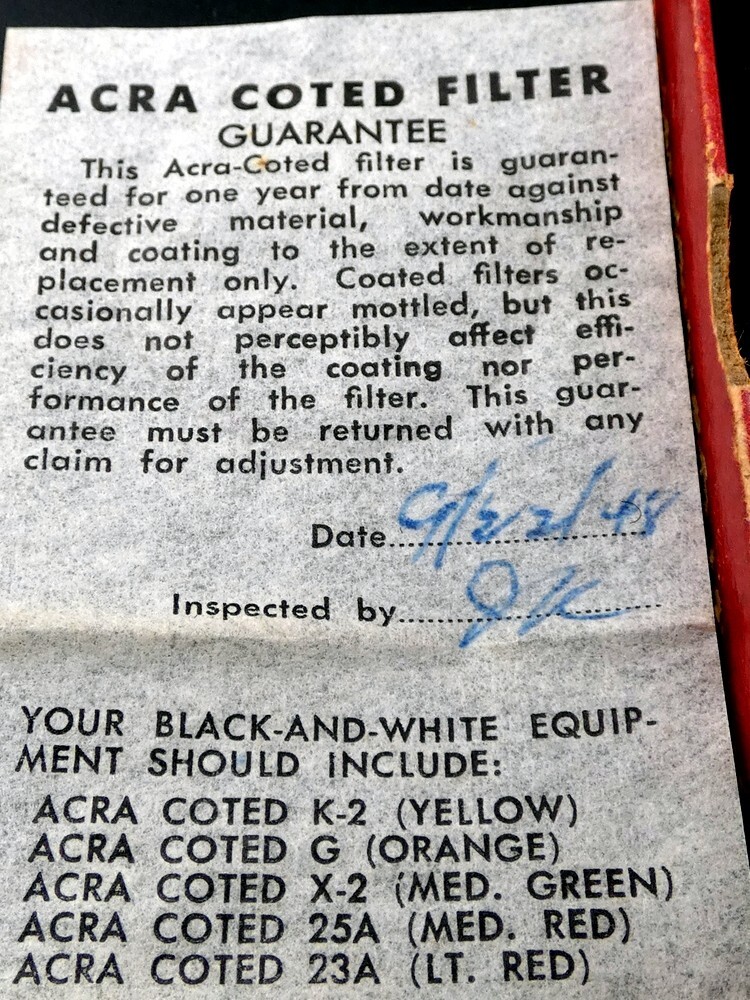 ACRA COTED FILTER
GUARANTEE
This Acra-Coted filter is guaran-
teed for one year from date against
defective material, workmanship
and coating to the extent of re-
placement only. Coated filters oc-
casionally appear mottled, but this
does not perceptibly affect effi-
ciency of the coating nor per-
formance of the filter. This guar-
antee must be returned with any
claim for adjustment.
Date 9/22/48
Inspected by JK
YOUR BLACK-AND-WHITE EQUIP-
MENT SHOULD INCLUDE:
ACRA COTED K-2 (YELLOW)
ACRA COTED G (ORANGE)
ACRA COTED X-2 (MED. GREEN)
ACRA COTED 25A (MED. RED)
ACRA COTED 23A (LT. RED)